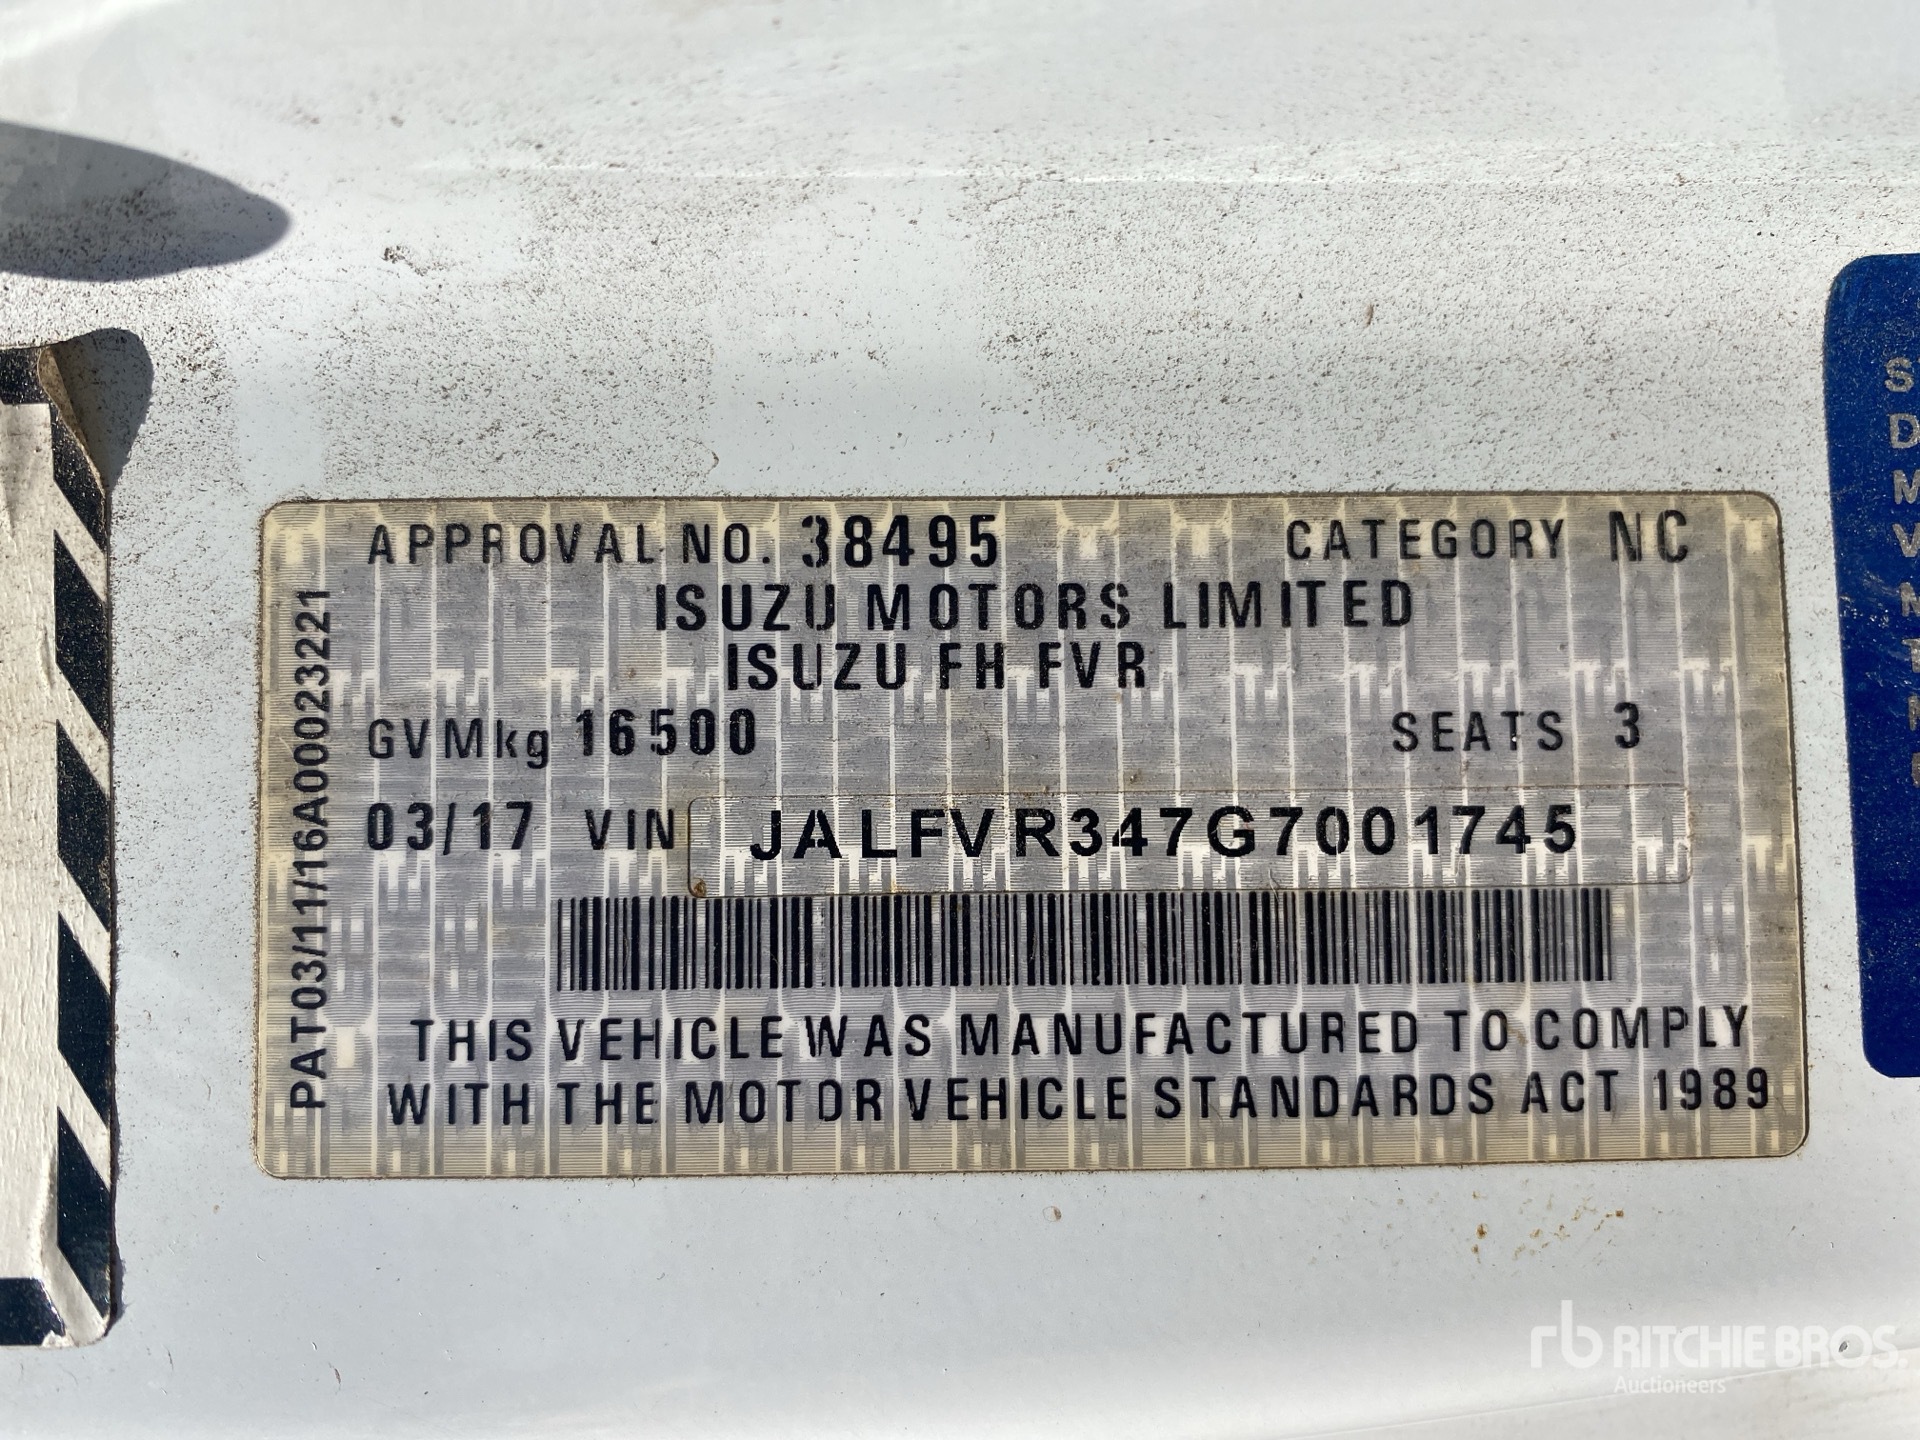 APPROVAL NO. 38495 CATEGORY NC
ISUZU MOTORS LIMITED
ISUZU FH FVR
GVMkg 16500 SEATS 3
03/17 VIN JALFVR347G7001745
THIS VEHICLE WAS MANUFACTURED TO COMPLY
WITH THE MOTOR VEHICLE STANDARDS ACT 1989
PAT03/11/16A00023221
S
D
M
V
rb RITCHIE BROS.
Auctioneers